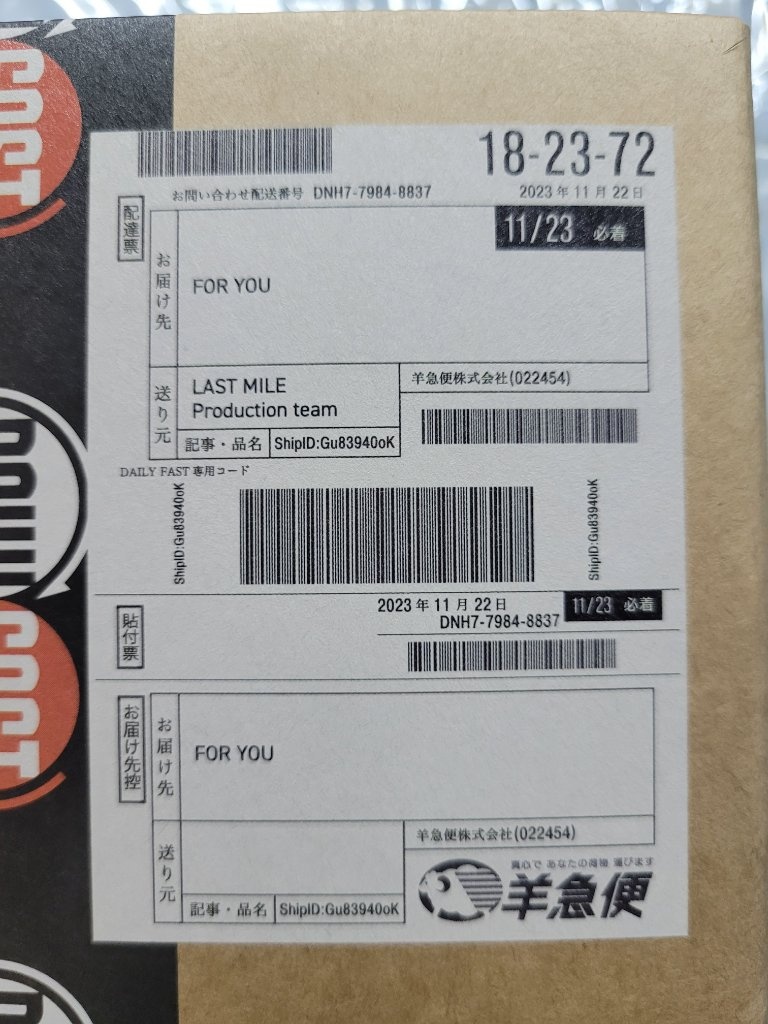 18-23-72
お問い合わせ配送番号 DNH7-7984-8837
2023年11月22日
配達票
11/23 必着
お届け先
FOR YOU
送り元
LAST MILE
Production team
羊急便株式会社(022454)
記事・品名 ShipID:Gu83940oK
DAILY FAST 専用コード
ShipID:Gu83940oK
ShipID:Gu83940oK
貼付票
2023年11月22日
11/23 必着
DNH7-7984-8837
お届け先控
お届け先
FOR YOU
送り元
羊急便株式会社(022454)
真心で あなたの荷物 運びます
羊急便
記事・品名 ShipID:Gu83940oK
COST
COST